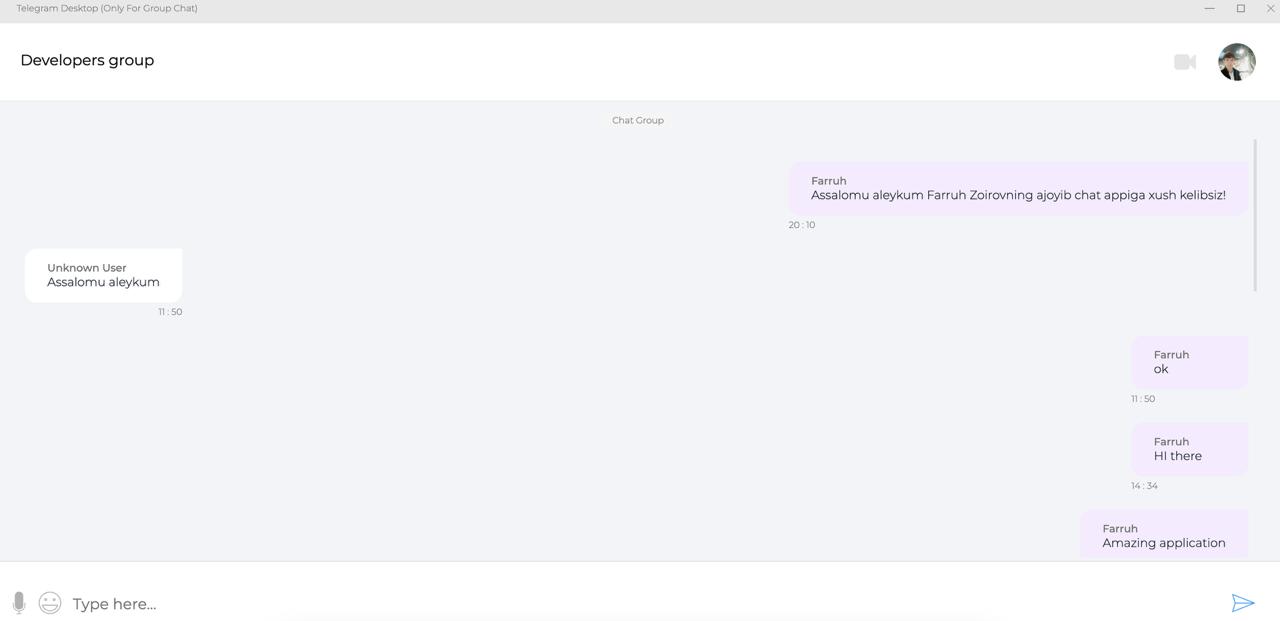 Telegram Desktop (Only For Group Chat)
Developers group
Chat Group
Farruh
Assalomu aleykum Farruh Zoirovning ajoyib chat appiga xush kelibsiz!
20 : 10
Unknown User
Assalomu aleykum
11 : 50
Farruh
ok
11 : 50
Farruh
HI there
14 : 34
Farruh
Amazing application
Type here...